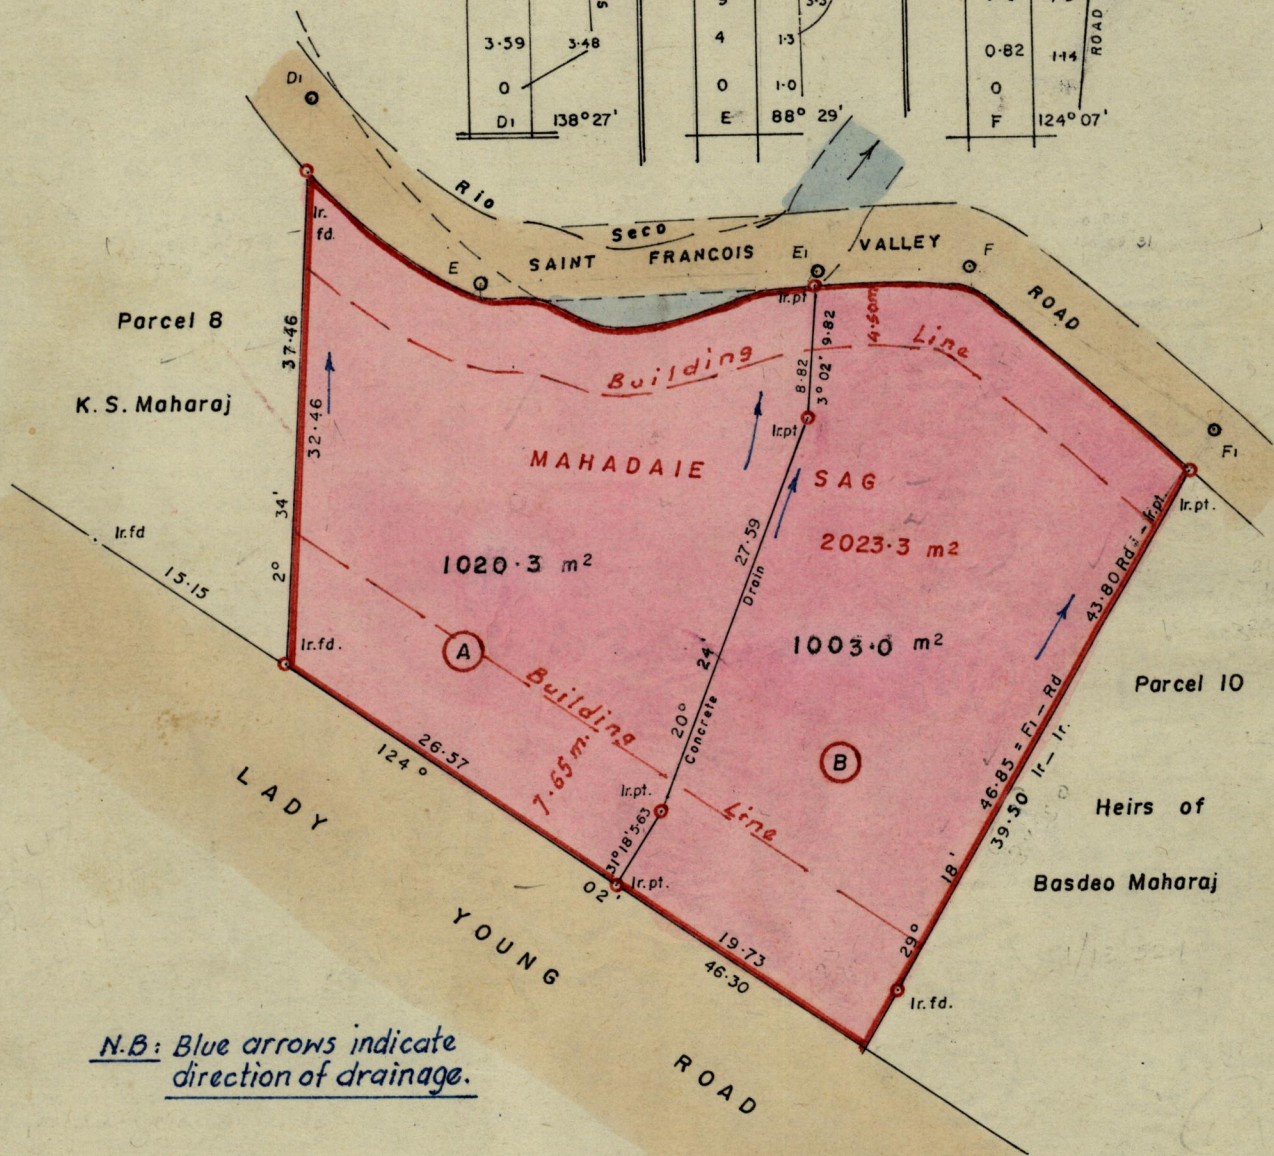 3.59
3.48
0
D1
138°27'
4
1.3
0
1.0
E
88° 29'
0.82
1.14
0
F
124°07'
ROAD
D1
Rio
Seco
Ir.
fd.
E
SAINT FRANCOIS VALLEY
ROAD
E1
F
F1
Ir.pt
Ir.pt.
4.50m
Building Line
9.82
8.82
3° 02'
Ir.pt
Parcel 8
K. S. Maharaj
37.46
32.46
34'
2°
MAHADAIE SAG
2023.3 m²
1020.3 m²
1003.0 m²
27.59
Drain
24'
20°
Concrete
A
B
Building Line
7.65 m.
Ir.fd
15.15
Ir.fd.
26.57
124°
02'
Ir.pt.
5.63
31° 18'
Ir.pt.
43.80 Rd : - Ir.pt.
46.85 = F1 - Rd
39.50 Ir - Ir.
18'
29°
Ir.fd.
19.73
46.30
Parcel 10
Heirs of
Basdeo Maharaj
LADY
YOUNG
ROAD
N.B: Blue arrows indicate
direction of drainage.